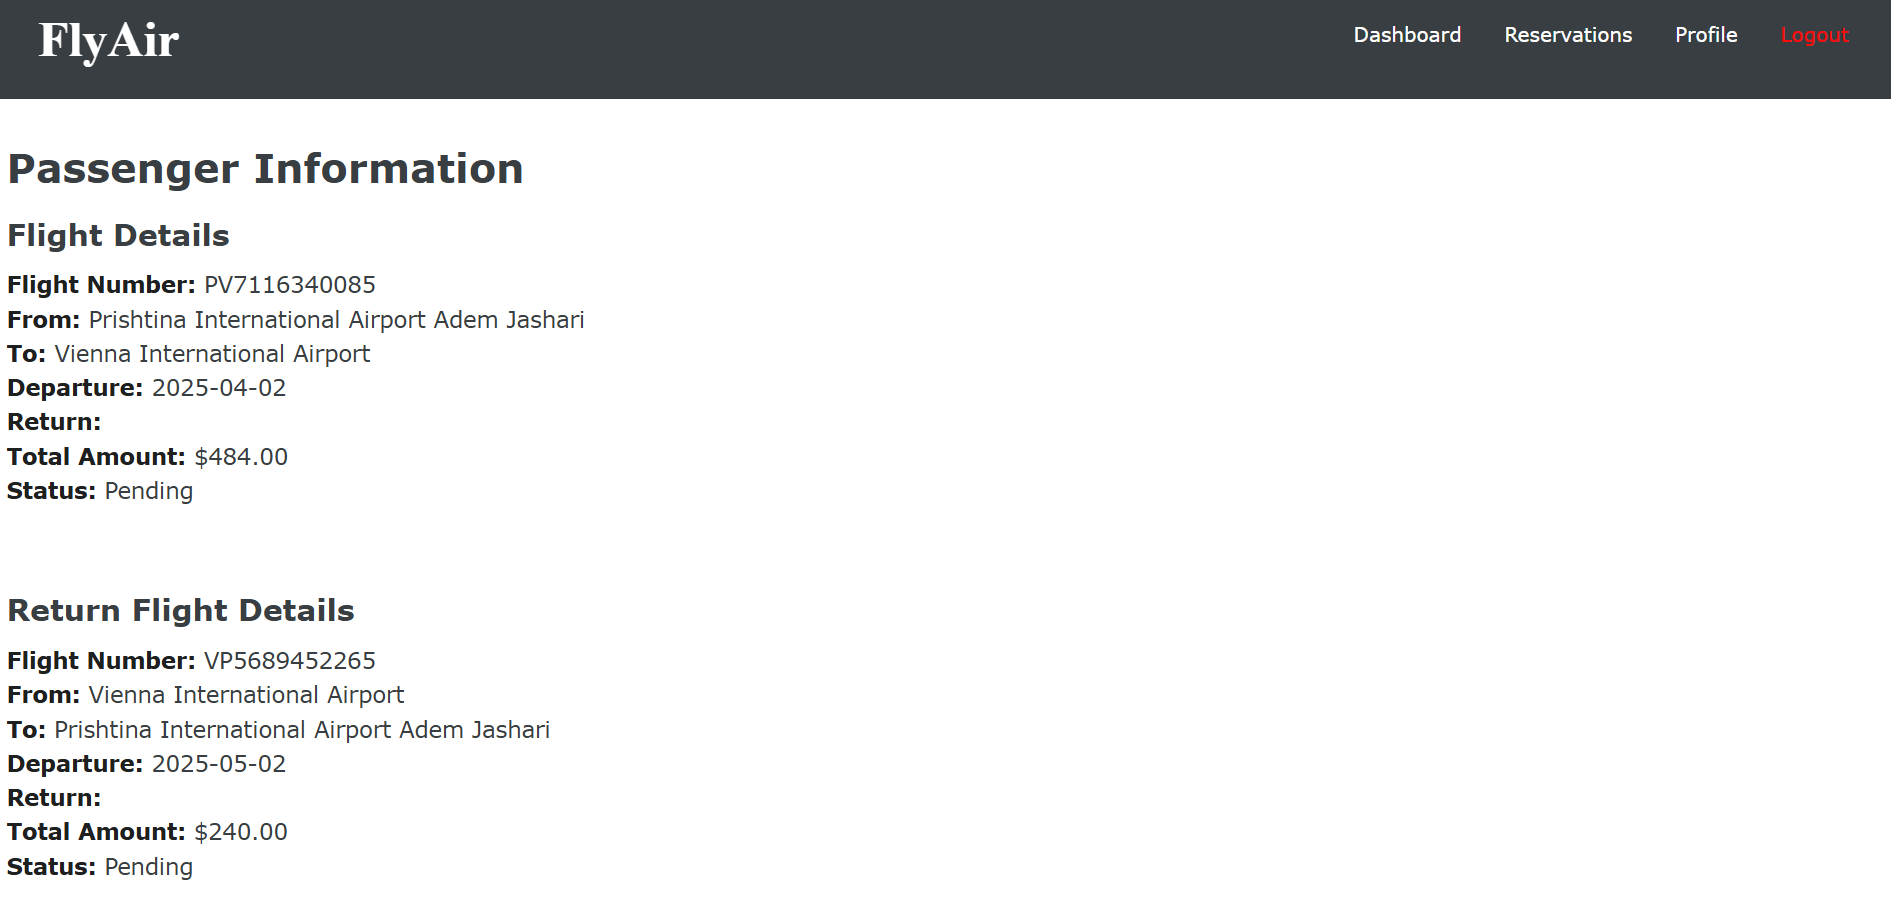 FlyAir
Dashboard Reservations Profile Logout
Passenger Information
Flight Details
Flight Number: PV7116340085
From: Prishtina International Airport Adem Jashari
To: Vienna International Airport
Departure: 2025-04-02
Return:
Total Amount: $484.00
Status: Pending
Return Flight Details
Flight Number: VP5689452265
From: Vienna International Airport
To: Prishtina International Airport Adem Jashari
Departure: 2025-05-02
Return:
Total Amount: $240.00
Status: Pending